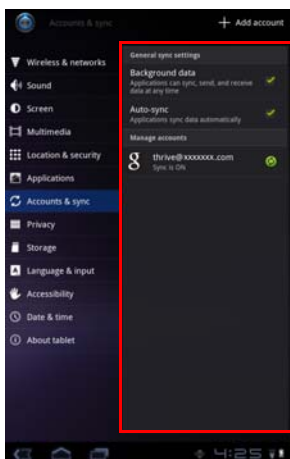 Accounts & sync
Add account
Wireless & networks
Sound
Screen
Multimedia
Location & security
Applications
Accounts & sync
Privacy
Storage
Language & input
Accessibility
Date & time
About tablet
General sync settings
Background data
Applications can sync, send, and receive
data at any time
Auto-sync
Applications sync data automatically
Manage accounts
thrive@xxxxxxx.com
Sync is ON
4:25